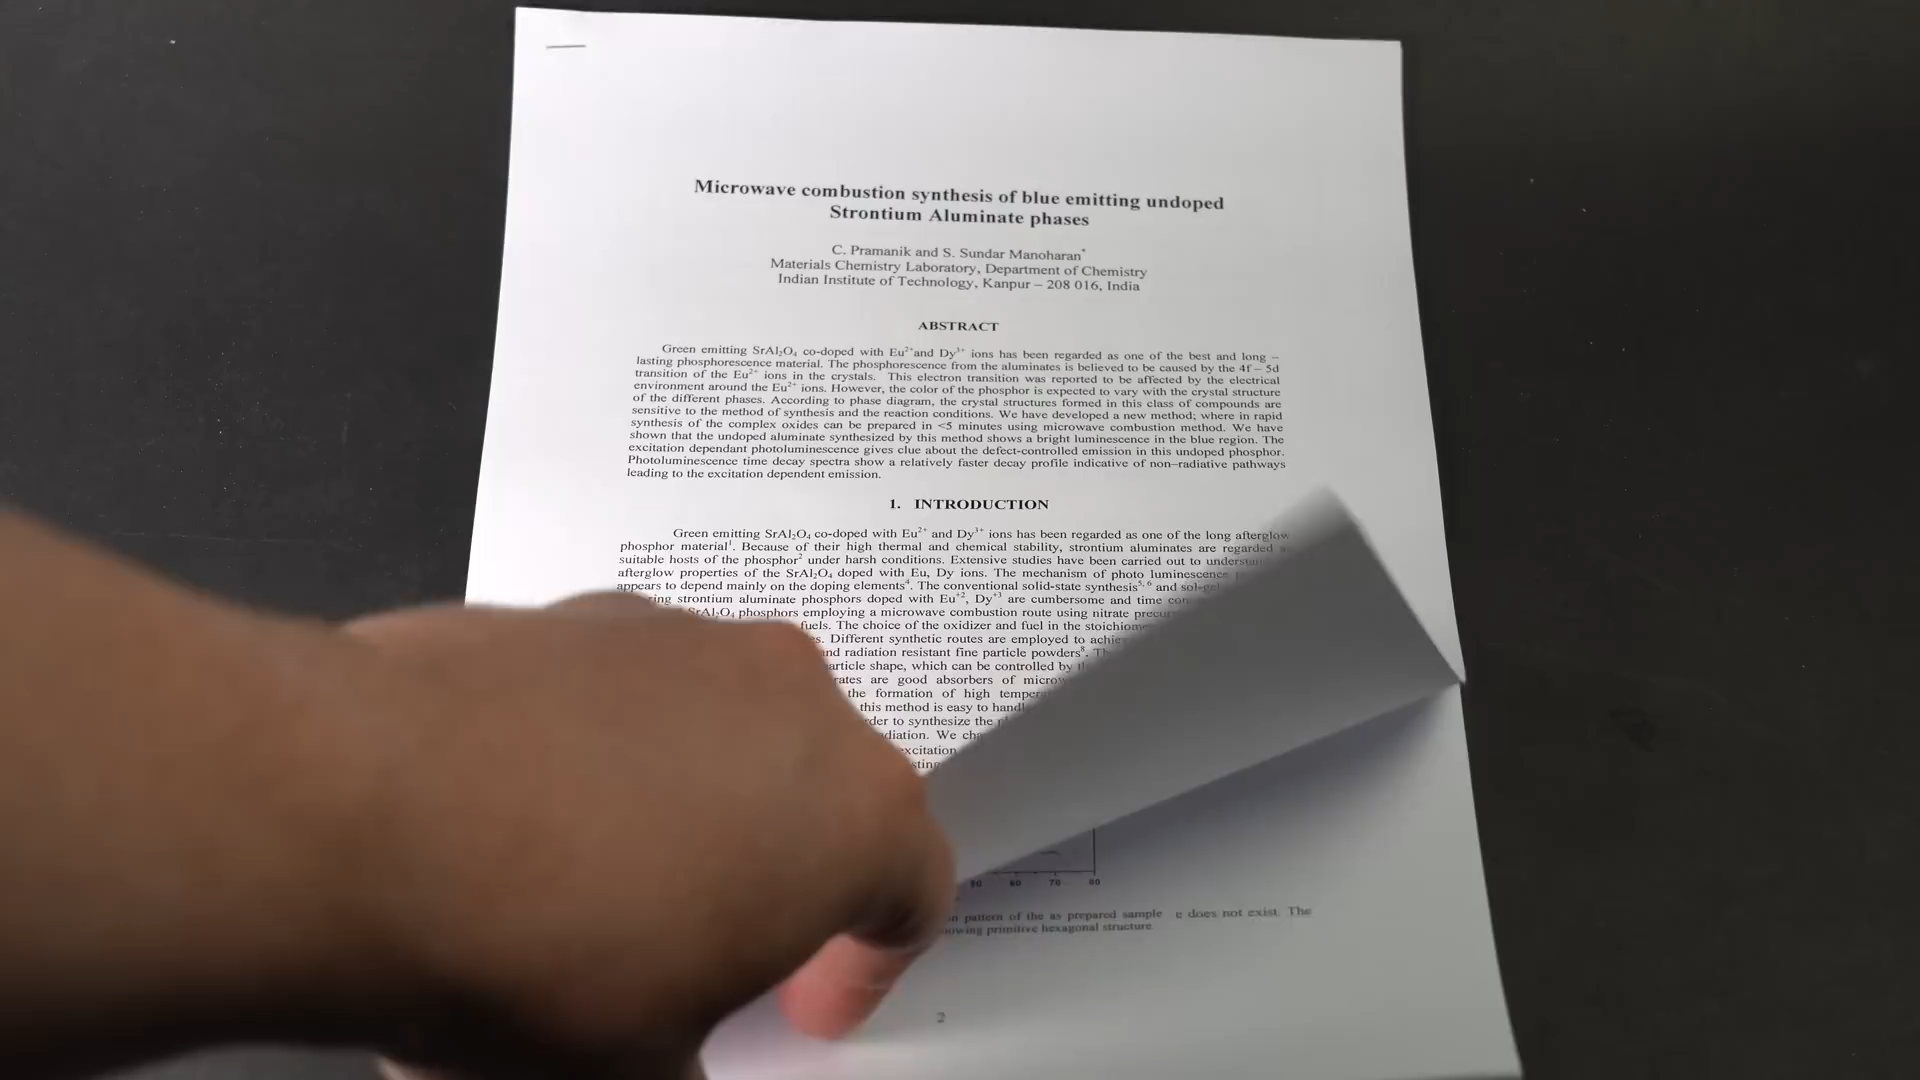 Microwave combustion synthesis of blue emitting undoped
Strontium Aluminate phases
C. Pramanik and S. Sundar Manoharan*
Materials Chemistry Laboratory, Department of Chemistry
Indian Institute of Technology, Kanpur – 208 016, India
ABSTRACT
Green emitting SrAl₂O₄ co-doped with Eu²⁺and Dy³⁺ ions has been regarded as one of the best and long –
lasting phosphorescence material. The phosphorescence from the aluminates is believed to be caused by the 4f – 5d
transition of the Eu²⁺ ions in the crystals. This electron transition was reported to be affected by the electrical
environment around the Eu²⁺ ions. However, the color of the phosphor is expected to vary with the crystal structure
of the different phases. According to phase diagram, the crystal structures formed in this class of compounds are
sensitive to the method of synthesis and the reaction conditions. We have developed a new method; where in rapid
synthesis of the complex oxides can be prepared in <5 minutes using microwave combustion method. We have
shown that the undoped aluminate synthesized by this method shows a bright luminescence in the blue region. The
excitation dependant photoluminescence gives clue about the defect-controlled emission in this undoped phosphor.
Photoluminescence time decay spectra show a relatively faster decay profile indicative of non–radiative pathways
leading to the excitation dependent emission.
1. INTRODUCTION
Green emitting SrAl₂O₄ co-doped with Eu²⁺ and Dy³⁺ ions has been regarded as one of the long afterglow
phosphor material¹. Because of their high thermal and chemical stability, strontium aluminates are regarded
suitable hosts of the phosphor² under harsh conditions. Extensive studies have been carried out to
afterglow properties of the SrAl₂O₄ doped with Eu, Dy ions. The mechanism of photo luminescence
appears to depend mainly on the doping elements⁴. The conventional solid-state synthesis⁵,⁶ and sol-gel
strontium aluminate phosphors doped with Eu⁺², Dy⁺³ are cumbersome and time
SrAl₂O₄ phosphors employing a microwave combustion route using nitrate
fuels. The choice of the oxidizer and fuel in the
Different synthetic routes are employed to
and radiation resistant fine particle powders⁸.
particle shape, which can be controlled by
are good absorbers of
the formation of high
this method is easy to
to synthesize the
We
excitation
50 60 70 80
pattern of the as prepared sample e does not exist. The
primitive hexagonal structure
2